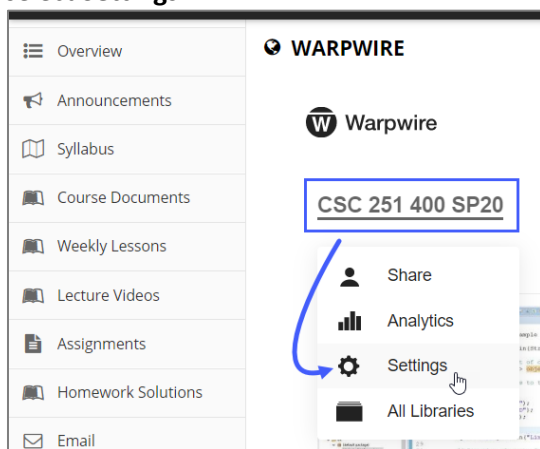 Overview
Announcements
Syllabus
Course Documents
Weekly Lessons
Lecture Videos
Assignments
Homework Solutions
Email
WARPWIRE
W Warpwire
CSC 251 400 SP20
Share
Analytics
Settings
All Libraries